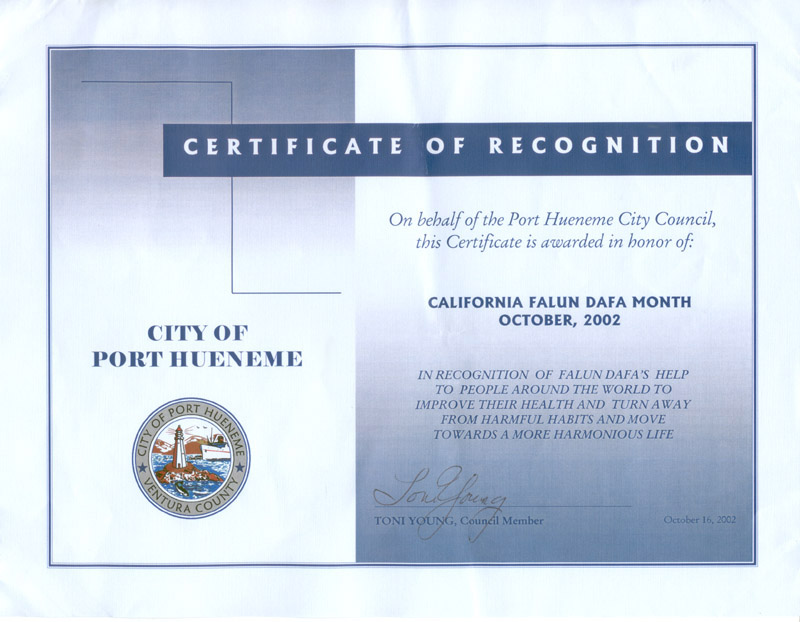 CERTIFICATE OF RECOGNITION
On behalf of the Port Hueneme City Council,
this Certificate is awarded in honor of:
CALIFORNIA FALUN DAFA MONTH
OCTOBER, 2002
CITY OF
PORT HUENEME
IN RECOGNITION OF FALUN DAFA'S HELP
TO PEOPLE AROUND THE WORLD TO
IMPROVE THEIR HEALTH AND TURN AWAY
FROM HARMFUL HABITS AND MOVE
TOWARDS A MORE HARMONIOUS LIFE
CITY OF PORT HUENEME
VENTURA COUNTY
Toni Young
TONI YOUNG, Council Member
October 16, 2002